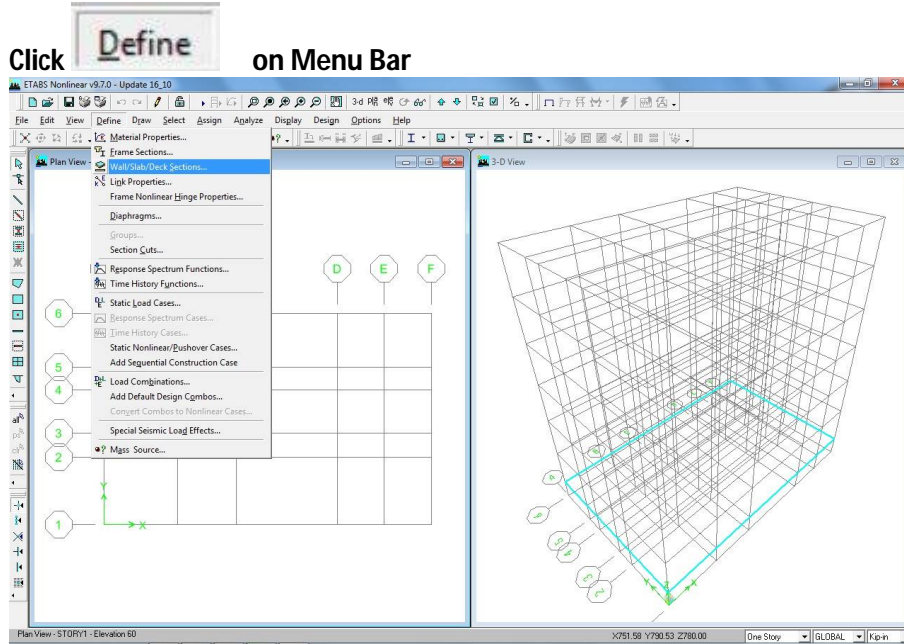 Click Define on Menu Bar
ETABS Nonlinear v9.7.0 - Update 16_10
3-d
File Edit View Define Draw Select Assign Analyze Display Design Options Help
Plan View -
3-D View
Material Properties...
Frame Sections...
Wall/Slab/Deck Sections...
Link Properties...
Frame Nonlinear Hinge Properties...
Diaphragms...
Groups...
Section Cuts...
Response Spectrum Functions...
Time History Functions...
Static Load Cases...
Response Spectrum Cases...
Time History Cases...
Static Nonlinear/Pushover Cases...
Add Sequential Construction Case
Load Combinations...
Add Default Design Combos...
Convert Combos to Nonlinear Cases...
Special Seismic Load Effects...
Mass Source...
D E F
6
5
4
3
2
1
Y
X
all
Plan View - STORY1 - Elevation 60
X751.58 Y790.53 Z780.00
One Story
GLOBAL
Kip-in